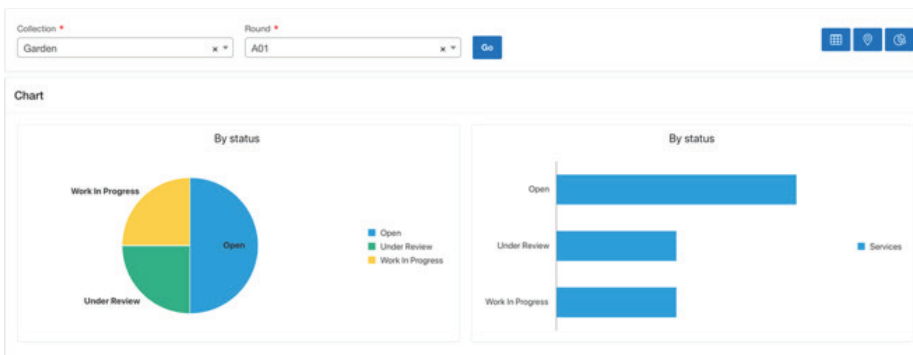 Collection * Round *
Garden × A01 × Go
Chart
By status
Work In Progress
Open
Under Review
Open
Under Review
Work In Progress
By status
Open
Under Review
Work In Progress
Services